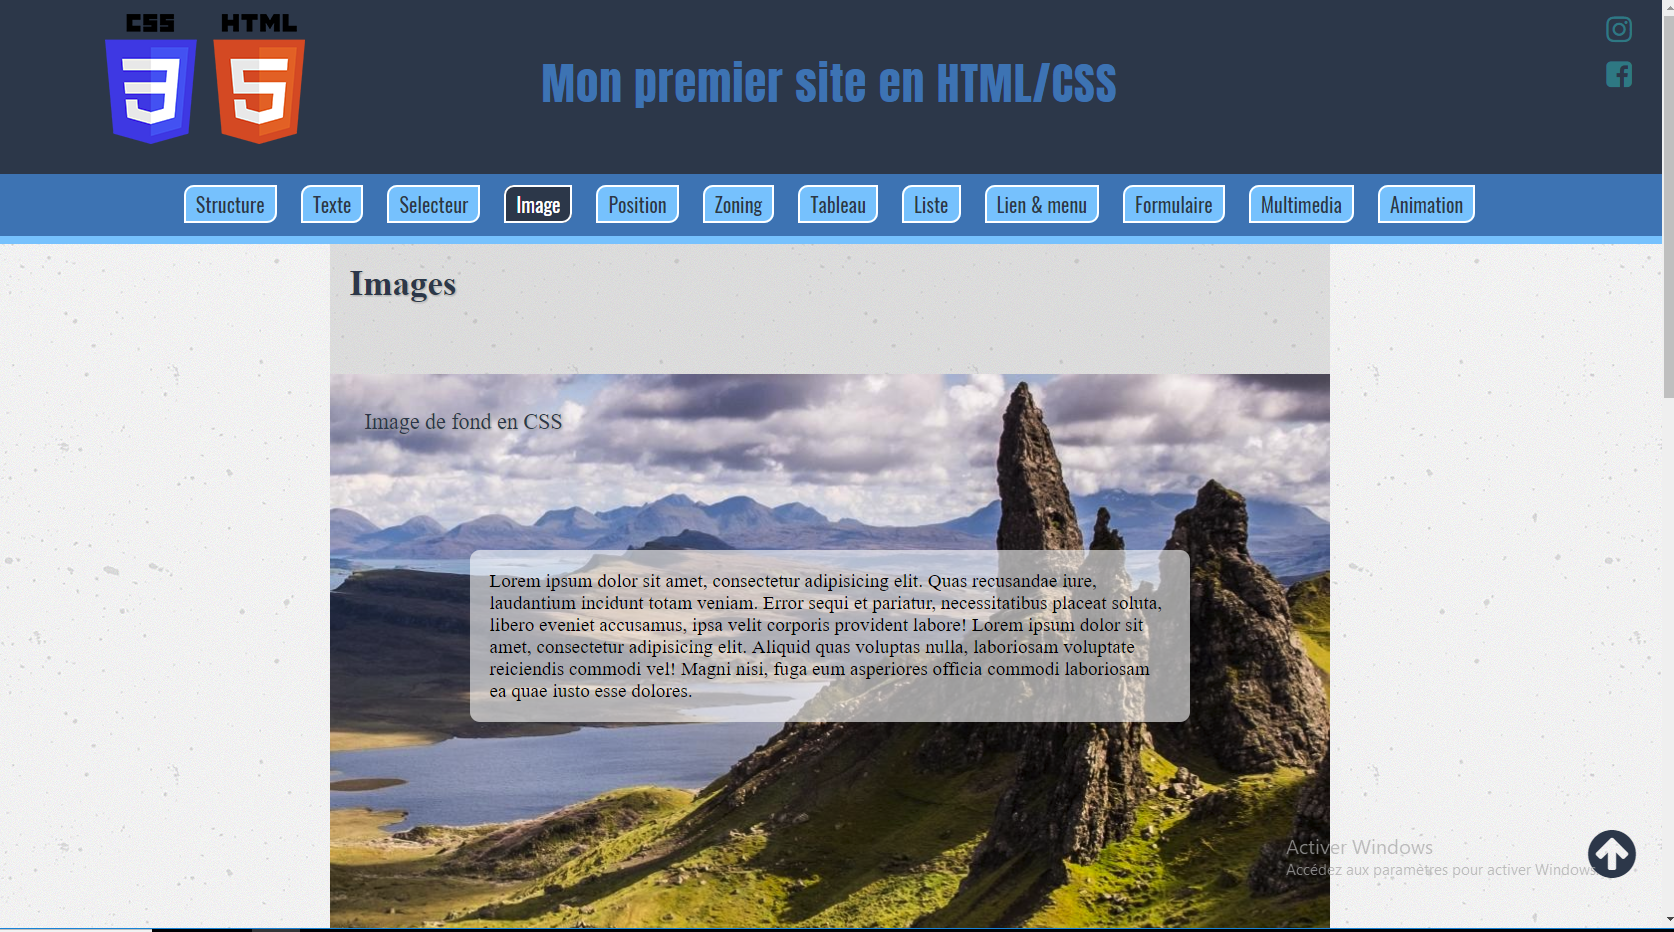 CSS HTML
Mon premier site en HTML/CSS
Structure Texte Selecteur Image Position Zoning Tableau Liste Lien & menu Formulaire Multimedia Animation
Images
Image de fond en CSS
Lorem ipsum dolor sit amet, consectetur adipisicing elit. Quas recusandae iure,
laudantium incidunt totam veniam. Error sequi et pariatur, necessitatibus placeat soluta,
libero eveniet accusamus, ipsa velit corporis provident labore! Lorem ipsum dolor sit
amet, consectetur adipisicing elit. Aliquid quas voluptas nulla, laboriosam voluptate
reiciendis commodi vel! Magni nisi, fuga eum asperiores officia commodi laboriosam
ea quae iusto esse dolores.
Activer Windows
Accédez aux paramètres pour activer Windows.